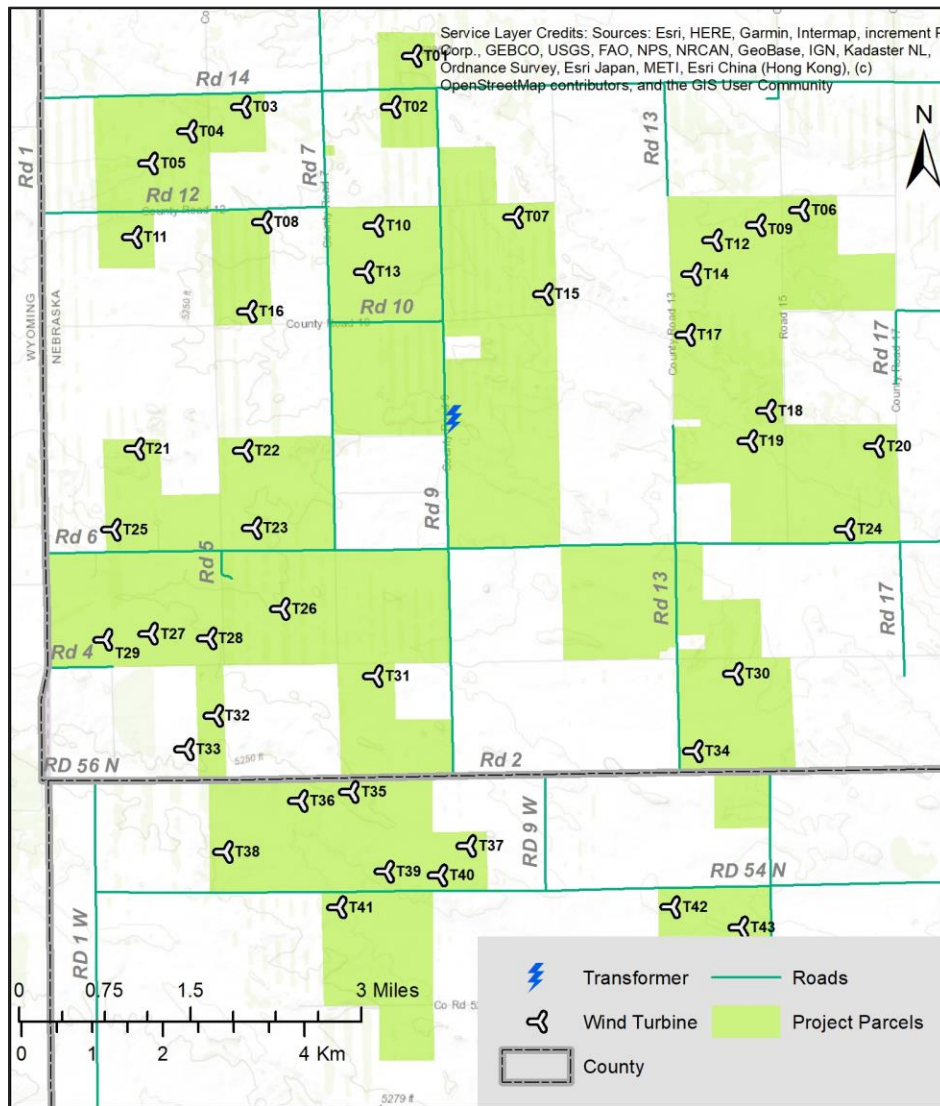 Service Layer Credits: Sources: Esri, HERE, Garmin, Intermap, increment P
Corp., GEBCO, USGS, FAO, NPS, NRCAN, GeoBase, IGN, Kadaster NL,
Ordnance Survey, Esri Japan, METI, Esri China (Hong Kong), (c)
OpenStreetMap contributors, and the GIS User Community
N
T01
Rd 14
T02
T03
T04
Rd 1
Rd 7
Rd 13
T05
Rd 12
County Road 12
T06
T07
T08
T09
T10
T11
T12
County Road 7
T13
T14
T15
Rd 10
T16
5250 ft
County Road 10
WYOMING
NEBRASKA
County Road 13
Road 15
T17
Rd 17
County Road 17
T18
T19
T20
T21
T22
Rd 9
T23
T24
T25
Rd 6
Rd 5
T26
Rd 13
Rd 17
T27
T28
T29
Rd 4
T30
T31
T32
T33
5250 ft
T34
RD 56 N
Rd 2
T35
T36
RD 9 W
T37
T38
T39
T40
RD 54 N
T41
T42
T43
RD 1 W
0 0.75 1.5 3 Miles
0 1 2 4 Km
Co Rd 5
5279 ft
Transformer
Roads
Wind Turbine
Project Parcels
County